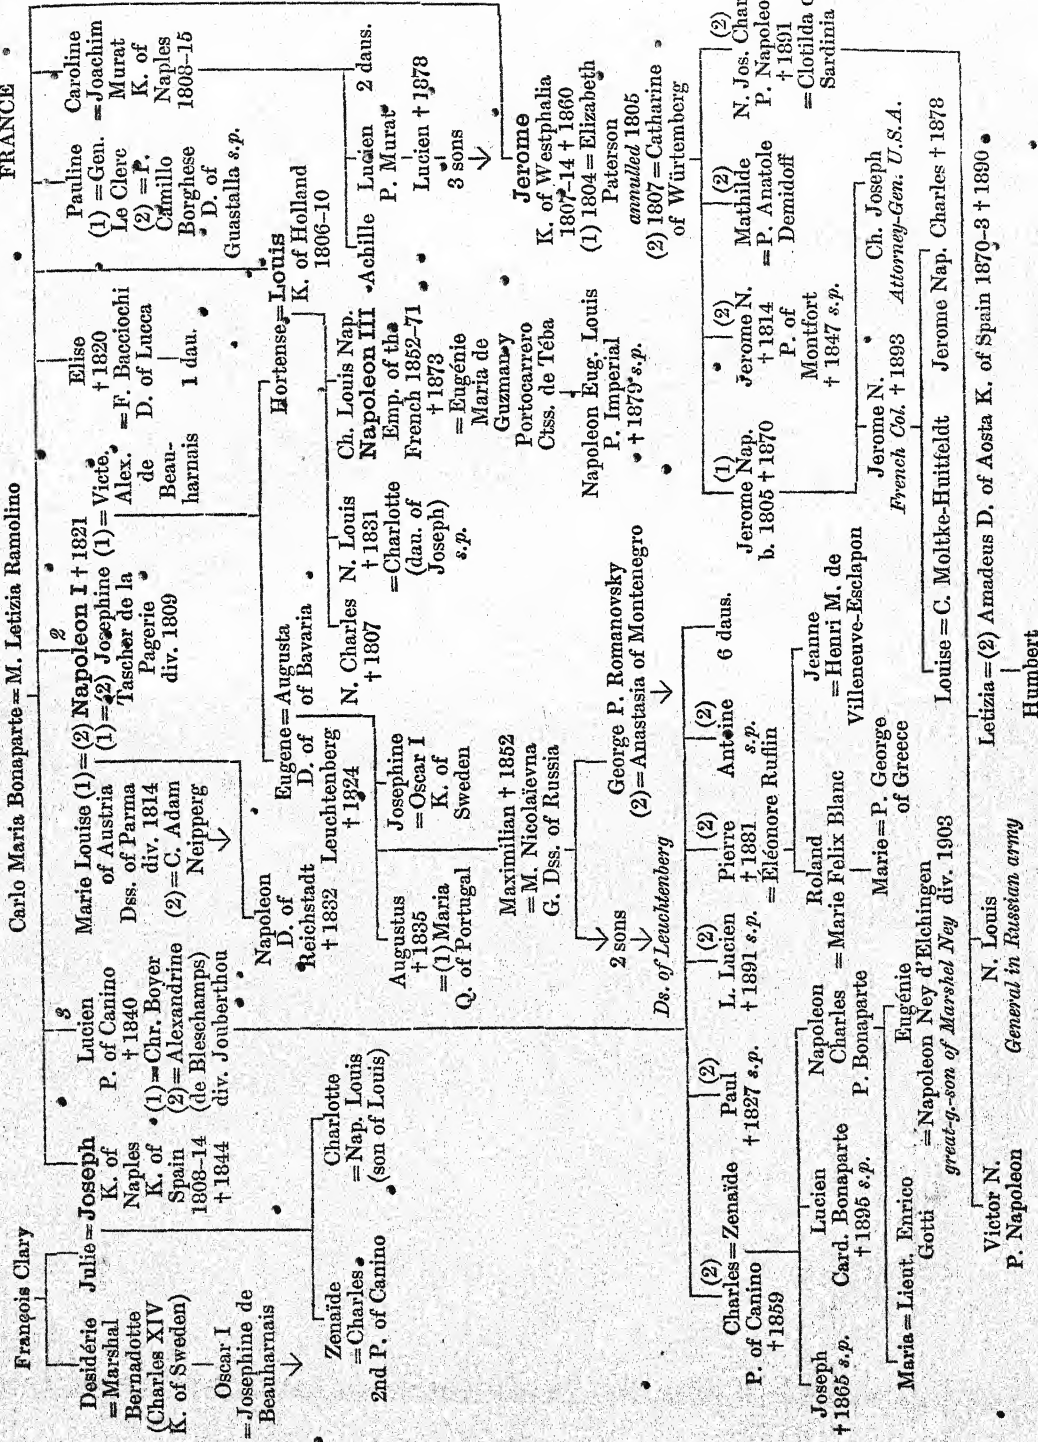 FRANCE
Carlo Maria Bonaparte = M. Letizia Ramolino
François Clary
Desidérie
= Marshal
Bernadotte
(Charles XIV
K. of Sweden)
Oscar I
= Josephine de
Beauharnais
Julie = Joseph
K. of
Naples
K. of
Spain
1808–14
† 1844
Zenaïde
= Charles
2nd P. of Canino
Charlotte
= Nap. Louis
(son of Louis)
3
Lucien
P. of Canino
† 1840
(1) = Chr. Boyer
(2) = Alexandrine
(de Bleschamps)
div. Jouberthou
2
Marie Louise (1) = (2) Napoleon I † 1821
of Austria
Dss. of Parma
div. 1814
(2) = C. Adam
Neipperg
(1) = (2) Josephine (1) = Victe.
Tascher de la
Pagerie
div. 1809
Alex.
de
Beau-
harnais
Elise
† 1820
= F. Bacciochi
D. of Lucca
1 dau.
Pauline
(1) = Gen.
Le Clerc
(2) = P.
Camillo
Borghese
D. of
Guastalla s.p.
Caroline
= Joachim
Murat
K. of
Naples
1808–15
Napoleon
D. of
Reichstadt
† 1832
Eugene = Augusta
D. of
Leuchtenberg
† 1824
of Bavaria
Hortense = Louis
K. of Holland
1806–10
Achille
Lucien
P. Murat
2 daus.
Lucien † 1878
3 sons
Augustus
† 1835
= (1) Maria
Q. of Portugal
Josephine
= Oscar I
K. of
Sweden
Maximilian † 1852
= M. Nicolaïevna
G. Dss. of Russia
2 sons
George P. Romanovsky
(2) = Anastasia of Montenegro
Ds. of Leuchtenberg
N. Charles
† 1807
N. Louis
† 1831
= Charlotte
(dau. of
Joseph)
s.p.
Ch. Louis Nap.
Napoleon III
Emp. of the
French 1852–71
† 1873
= Eugénie
Maria de
Guzman y
Portocarrero
Ctss. de Téba
Napoleon Eug. Louis
P. Imperial
† 1879 s.p.
Jerome
K. of Westphalia
1807–14 † 1860
(1) 1804 = Elizabeth
Paterson
annulled 1805
(2) 1807 = Catharine
of Würtemberg
(2)
Charles = Zenaïde
P. of Canino
† 1859
(2)
Paul
† 1827 s.p.
(2)
L. Lucien
† 1891 s.p.
(2)
Pierre
† 1881
= Eléonore Ruflin
(2)
Antoine
s.p.
6 daus.
(1)
Jerome Nap.
b. 1805 † 1870
(2)
Jerome N.
† 1814
P. of
Montfort
† 1847 s.p.
(2)
Mathilde
= P. Anatole
Demidoff
(2)
N. Jos.
P.
† 1891
= Clotilda
Sardinia
Joseph
† 1865 s.p.
Lucien
Card. Bonaparte
† 1895 s.p.
Napoleon
Charles
P. Bonaparte
Roland
= Marie Felix Blanc
Jeanne
= Henri M. de
Villeneuve-Esclapon
Marie = P. George
of Greece
Jerome N.
French Col. † 1893
Ch. Joseph
Attorney-Gen. U.S.A.
Maria = Lieut. Enrico
Gotti
Eugénie
= Napoleon Ney d'Elchingen
great-g.-son of Marshel Ney div. 1903
Louise = C. Moltke-Huitfeldt
Jerome Nap. Charles † 1878
Victor N.
P. Napoleon
N. Louis
General in Russian army
Letizia = (2) Amadeus D. of Aosta K. of Spain 1870–3 † 1890
Humbert